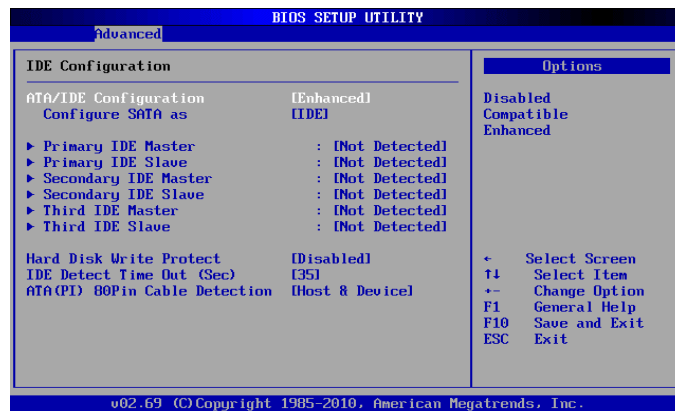 BIOS SETUP UTILITY
Advanced
IDE Configuration
ATA/IDE Configuration [Enhanced]
Configure SATA as [IDE]
▶ Primary IDE Master : [Not Detected]
▶ Primary IDE Slave : [Not Detected]
▶ Secondary IDE Master : [Not Detected]
▶ Secondary IDE Slave : [Not Detected]
▶ Third IDE Master : [Not Detected]
▶ Third IDE Slave : [Not Detected]
Hard Disk Write Protect [Disabled]
IDE Detect Time Out (Sec) [35]
ATA(PI) 80Pin Cable Detection [Host & Device]
Options
Disabled
Compatible
Enhanced
← Select Screen
↑↓ Select Item
+- Change Option
F1 General Help
F10 Save and Exit
ESC Exit
v02.69 (C)Copyright 1985-2010, American Megatrends, Inc.